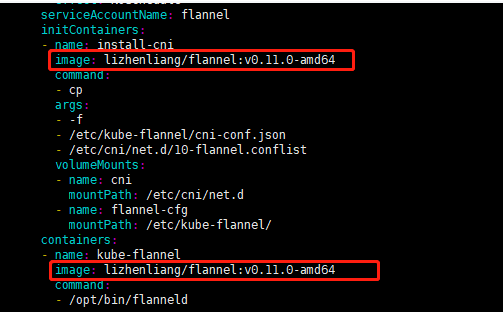 serviceAccountName: flannel
initContainers:
- name: install-cni
image: lizhenliang/flannel:v0.11.0-amd64
command:
- cp
args:
- -f
- /etc/kube-flannel/cni-conf.json
- /etc/cni/net.d/10-flannel.conflist
volumeMounts:
- name: cni
mountPath: /etc/cni/net.d
- name: flannel-cfg
mountPath: /etc/kube-flannel/
containers:
- name: kube-flannel
image: lizhenliang/flannel:v0.11.0-amd64
command:
- /opt/bin/flanneld